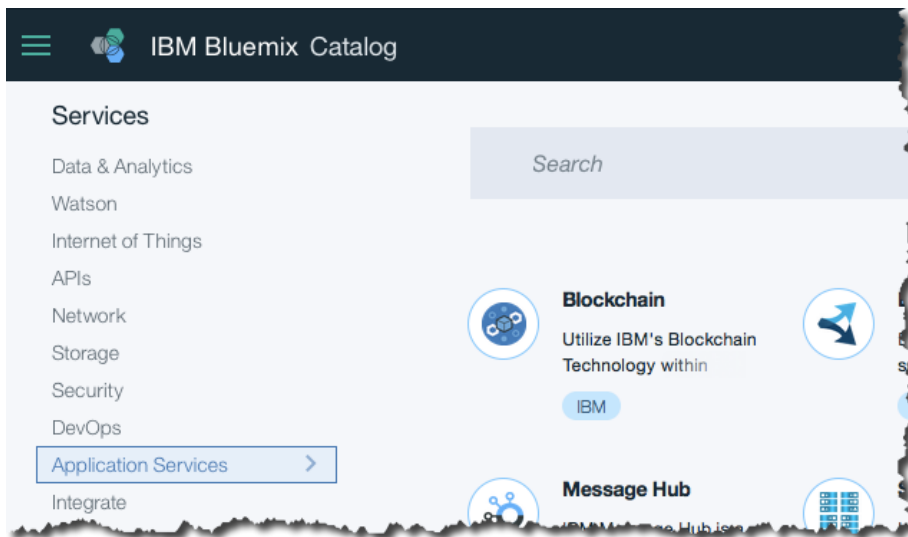 IBM Bluemix Catalog
Services
Data & Analytics
Watson
Internet of Things
APIs
Network
Storage
Security
DevOps
Application Services
Integrate
Search
Blockchain
Utilize IBM's Blockchain
Technology within
IBM
Message Hub